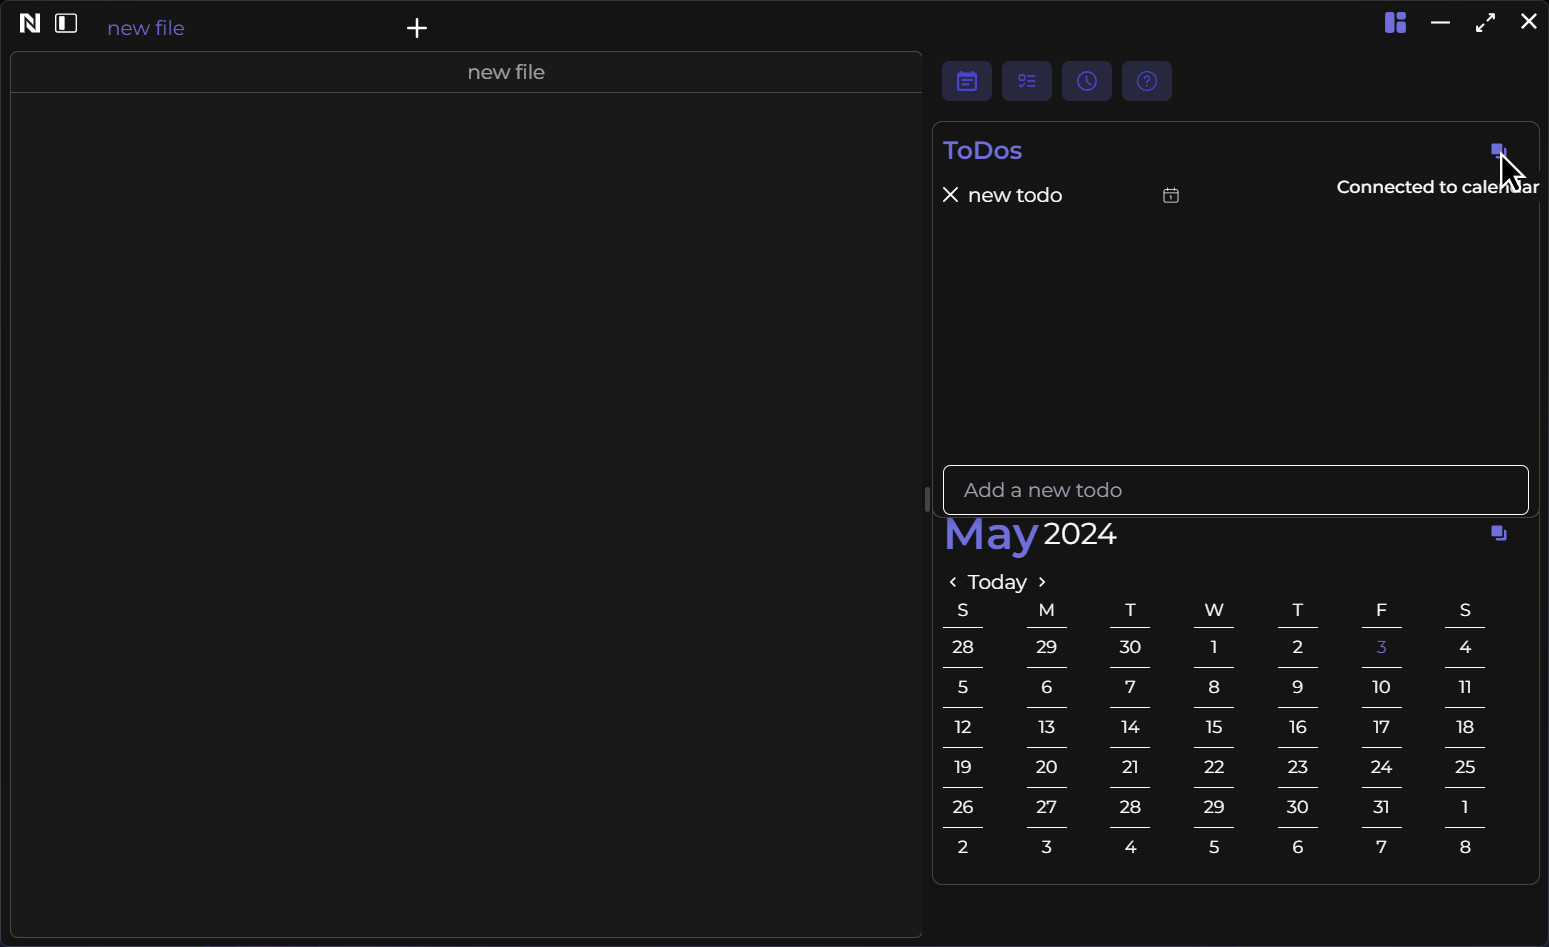 N new file
new file
ToDos
Connected to calendar
new todo
Add a new todo
May 2024
Today
S M T W T F S
28 29 30 1 2 3 4
5 6 7 8 9 10 11
12 13 14 15 16 17 18
19 20 21 22 23 24 25
26 27 28 29 30 31 1
2 3 4 5 6 7 8